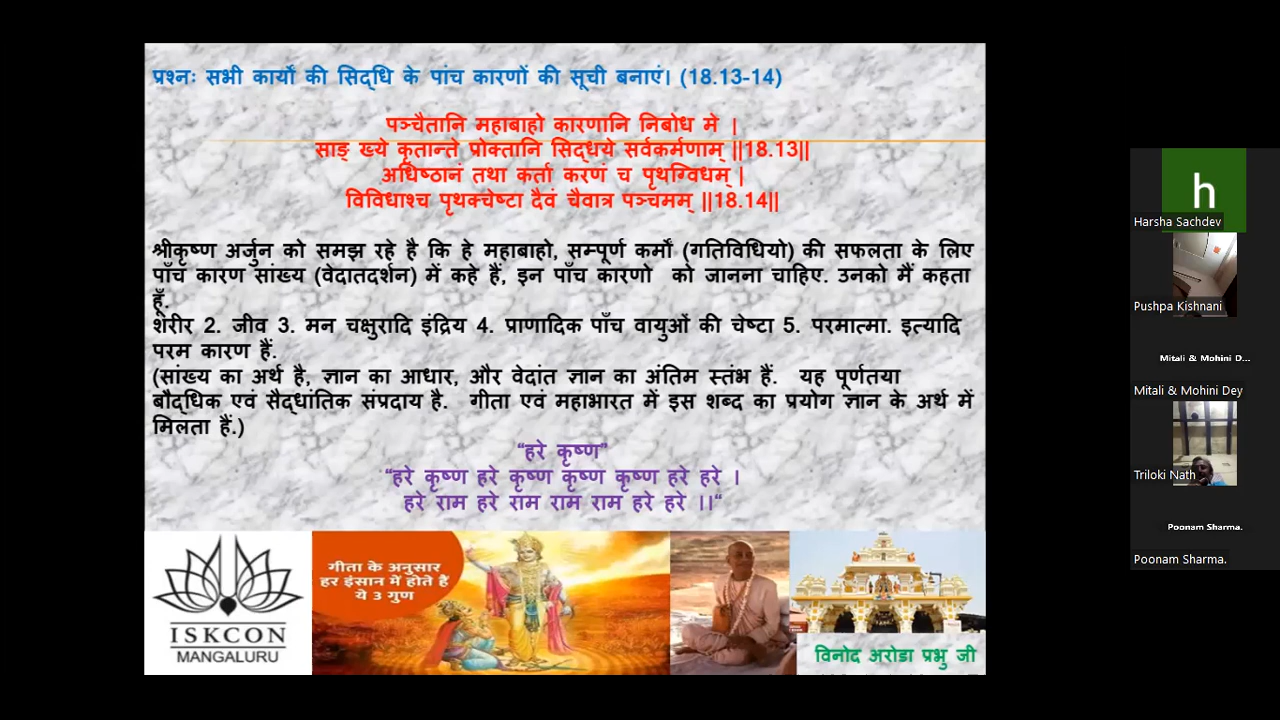 प्रश्नः सभी कार्यों की सिद्धि के पांच कारणों की सूची बनाएं। (18.13-14)
पञ्चैतानि महाबाहो कारणानि निबोध मे |
साङ् ख्ये कृतान्ते प्रोक्तानि सिद्धये सर्वकर्मणाम् ||18.13||
अधिष्ठानं तथा कर्ता करणं च पृथग्विधम् |
विविधाश्च पृथक्चेष्टा दैवं चैवात्र पञ्चमम् ||18.14||
श्रीकृष्ण अर्जुन को समझ रहे है कि हे महाबाहो, सम्पूर्ण कर्मों (गतिविधियो) की सफलता के लिए
पाँच कारण सांख्य (वेदातदर्शन) में कहे हैं, इन पाँच कारणो को जानना चाहिए. उनको मैं कहता
हूँ.
शरीर 2. जीव 3. मन चक्षुरादि इंद्रिय 4. प्राणादिक पाँच वायुओं की चेष्टा 5. परमात्मा. इत्यादि
परम कारण हैं.
(सांख्य का अर्थ है, ज्ञान का आधार, और वेदांत ज्ञान का अंतिम स्तंभ हैं. यह पूर्णतया
बौद्धिक एवं सैद्धांतिक संप्रदाय है. गीता एवं महाभारत में इस शब्द का प्रयोग ज्ञान के अर्थ में
मिलता हैं.)
“हरे कृष्ण”
“हरे कृष्ण हरे कृष्ण कृष्ण कृष्ण हरे हरे ।
हरे राम हरे राम राम राम हरे हरे ।।“
ISKCON
MANGALURU
गीता के अनुसार
हर इंसान में होते हैं
ये 3 गुण
विनोद अरोडा प्रभु जी
h
Harsha Sachdev
Pushpa Kishnani
Mitali & Mohini D...
Mitali & Mohini Dey
Triloki Nath
Poonam Sharma.
Poonam Sharma.